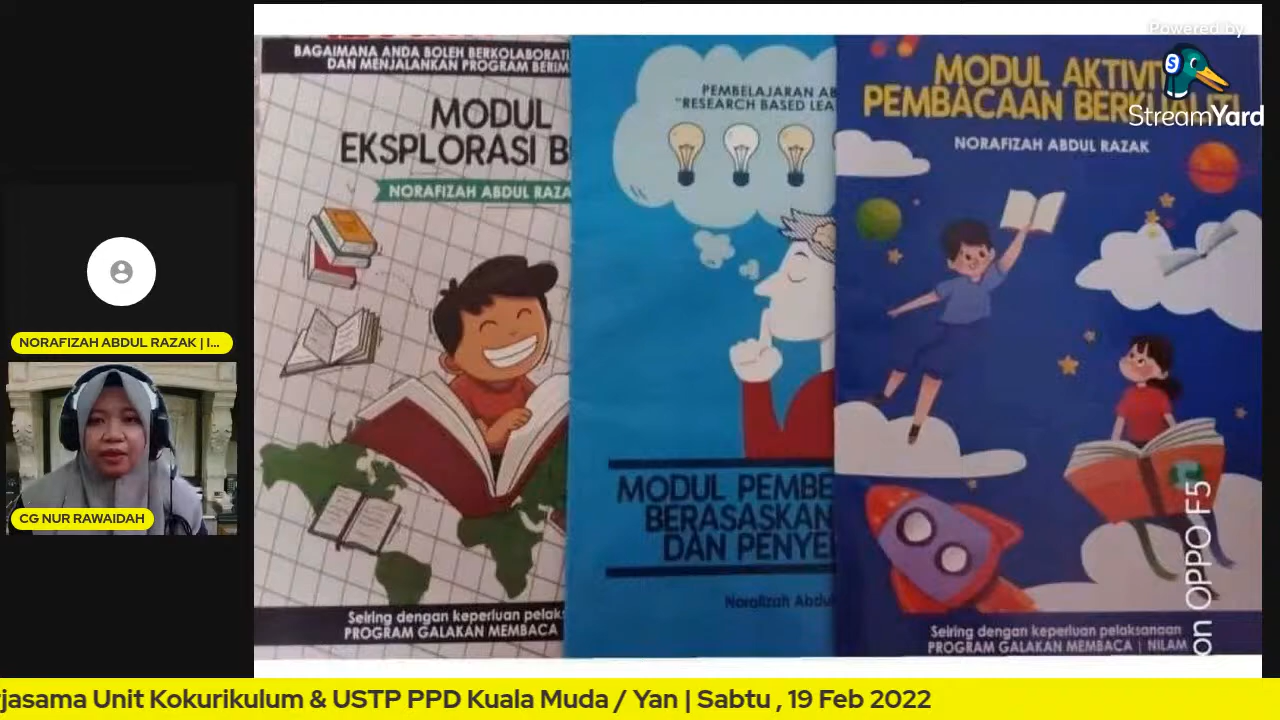 Powered by
StreamYard
BAGAIMANA ANDA BOLEH BERKOLABORATI
DAN MENJALANKAN PROGRAM BERIM
MODUL
EKSPLORASI B
NORAFIZAH ABDUL RAZA
Seiring dengan keperluan pelaks
PROGRAM GALAKAN MEMBACA
PEMBELAJARAN AB
"RESEARCH BASED LEA
MODUL PEMBE
BERASASKAN
DAN PENYE
Norafizah Abdu
MODUL AKTIVIT
PEMBACAAN BERKUALITI
NORAFIZAH ABDUL RAZAK
Seiring dengan keperluan pelaksanaan
PROGRAM GALAKAN MEMBACA | NILAM
on OPPO F5
NORAFIZAH ABDUL RAZAK | I...
CG NUR RAWAIDAH
rjasama Unit Kokurikulum & USTP PPD Kuala Muda / Yan | Sabtu , 19 Feb 2022